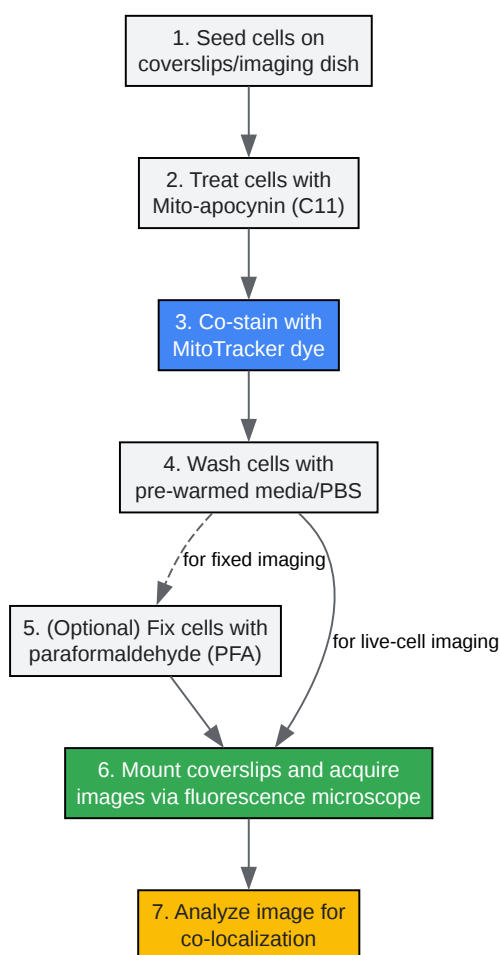 1. Seed cells on
coverslips/imaging dish
2. Treat cells with
Mito-apocynin (C11)
3. Co-stain with
MitoTracker dye
4. Wash cells with
pre-warmed media/PBS
for fixed imaging
5. (Optional) Fix cells with
paraformaldehyde (PFA)
for live-cell imaging
6. Mount coverslips and acquire
images via fluorescence microscope
7. Analyze image for
co-localization